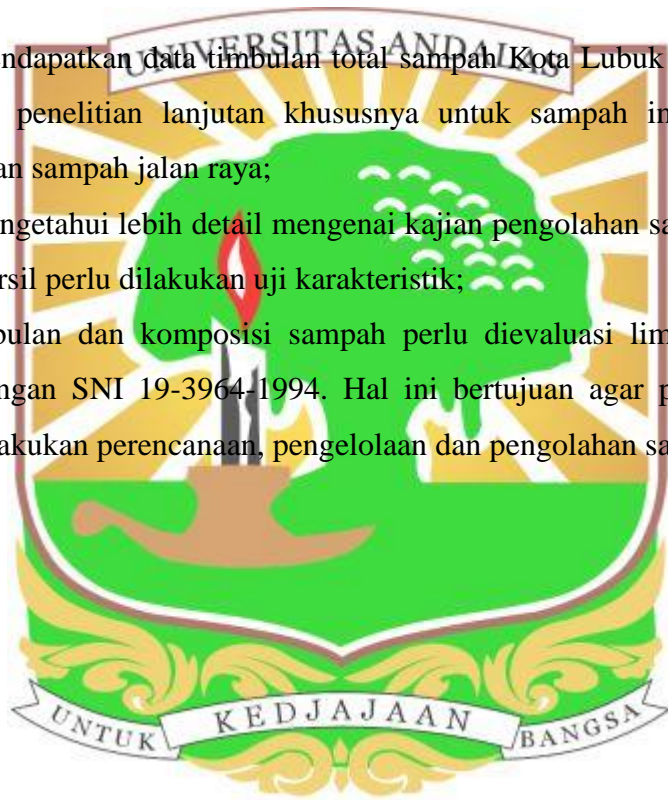 UNIVERSITAS ANDALAS
endapatkan data timbulan total sampah Kota Lubuk
penelitian lanjutan khususnya untuk sampah in
an sampah jalan raya;
ngetahui lebih detail mengenai kajian pengolahan sa
rsil perlu dilakukan uji karakteristik;
bulan dan komposisi sampah perlu dievaluasi lim
ngan SNI 19-3964-1994. Hal ini bertujuan agar p
akukan perencanaan, pengelolaan dan pengolahan sa
UNTUK KEDJAJAAN BANGSA